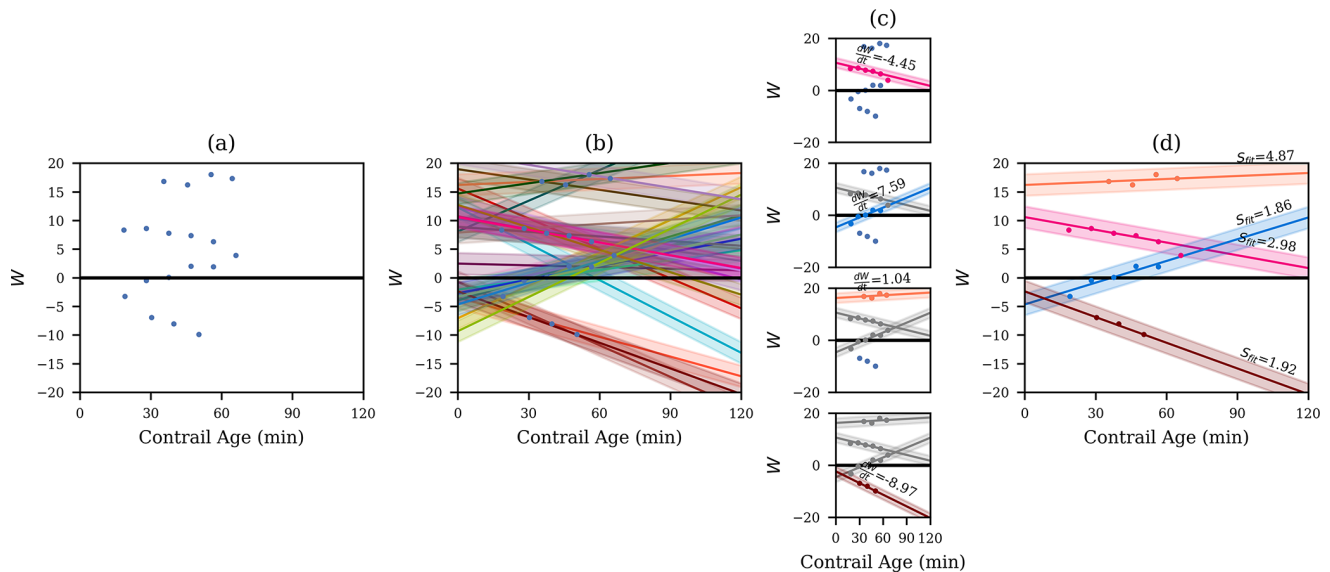 (a)
20
15
10
5
0
−5
−10
−15
−20
W
0 30 60 90 120
Contrail Age (min)
(b)
20
15
10
5
0
−5
−10
−15
−20
W
0 30 60 90 120
Contrail Age (min)
(c)
20
0
−20
W
dW/dt=-4.45
20
0
−20
W
dW/dt=7.59
20
0
−20
W
dW/dt=1.04
20
0
−20
W
dW/dt=-8.97
0 30 60 90 120
Contrail Age (min)
(d)
20
15
10
5
0
−5
−10
−15
−20
W
S_fit=4.87
S_fit=1.86
S_fit=2.98
S_fit=1.92
0 30 60 90 120
Contrail Age (min)